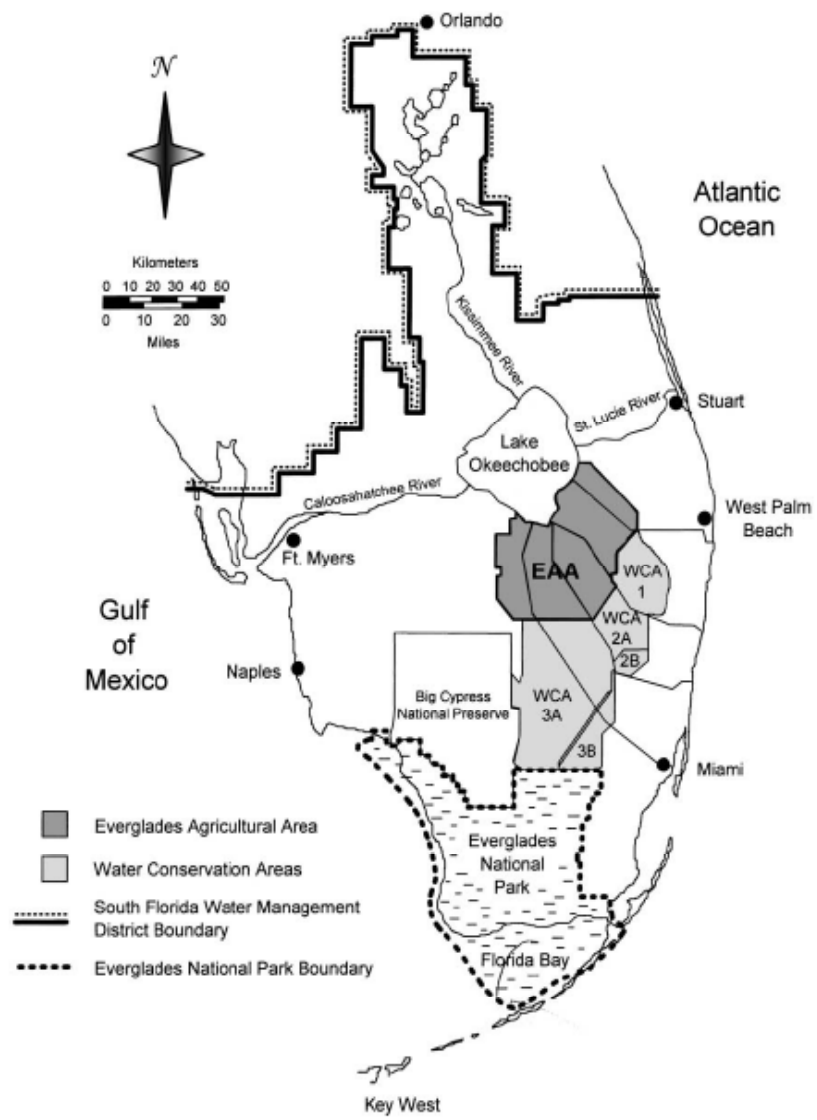 Orlando
N
Atlantic
Ocean
Kilometers
0 10 20 30 40 50
0 10 20 30
Miles
Kissimmee River
St. Lucie River
Stuart
Lake
Okeechobee
Caloosahatchee River
West Palm
Beach
Ft. Myers
EAA
WCA
1
WCA
2A
2B
Gulf
of
Mexico
Naples
Big Cypress
National Preserve
WCA
3A
3B
Miami
Everglades Agricultural Area
Water Conservation Areas
South Florida Water Management
District Boundary
Everglades National Park Boundary
Everglades
National
Park
Florida Bay
Key West